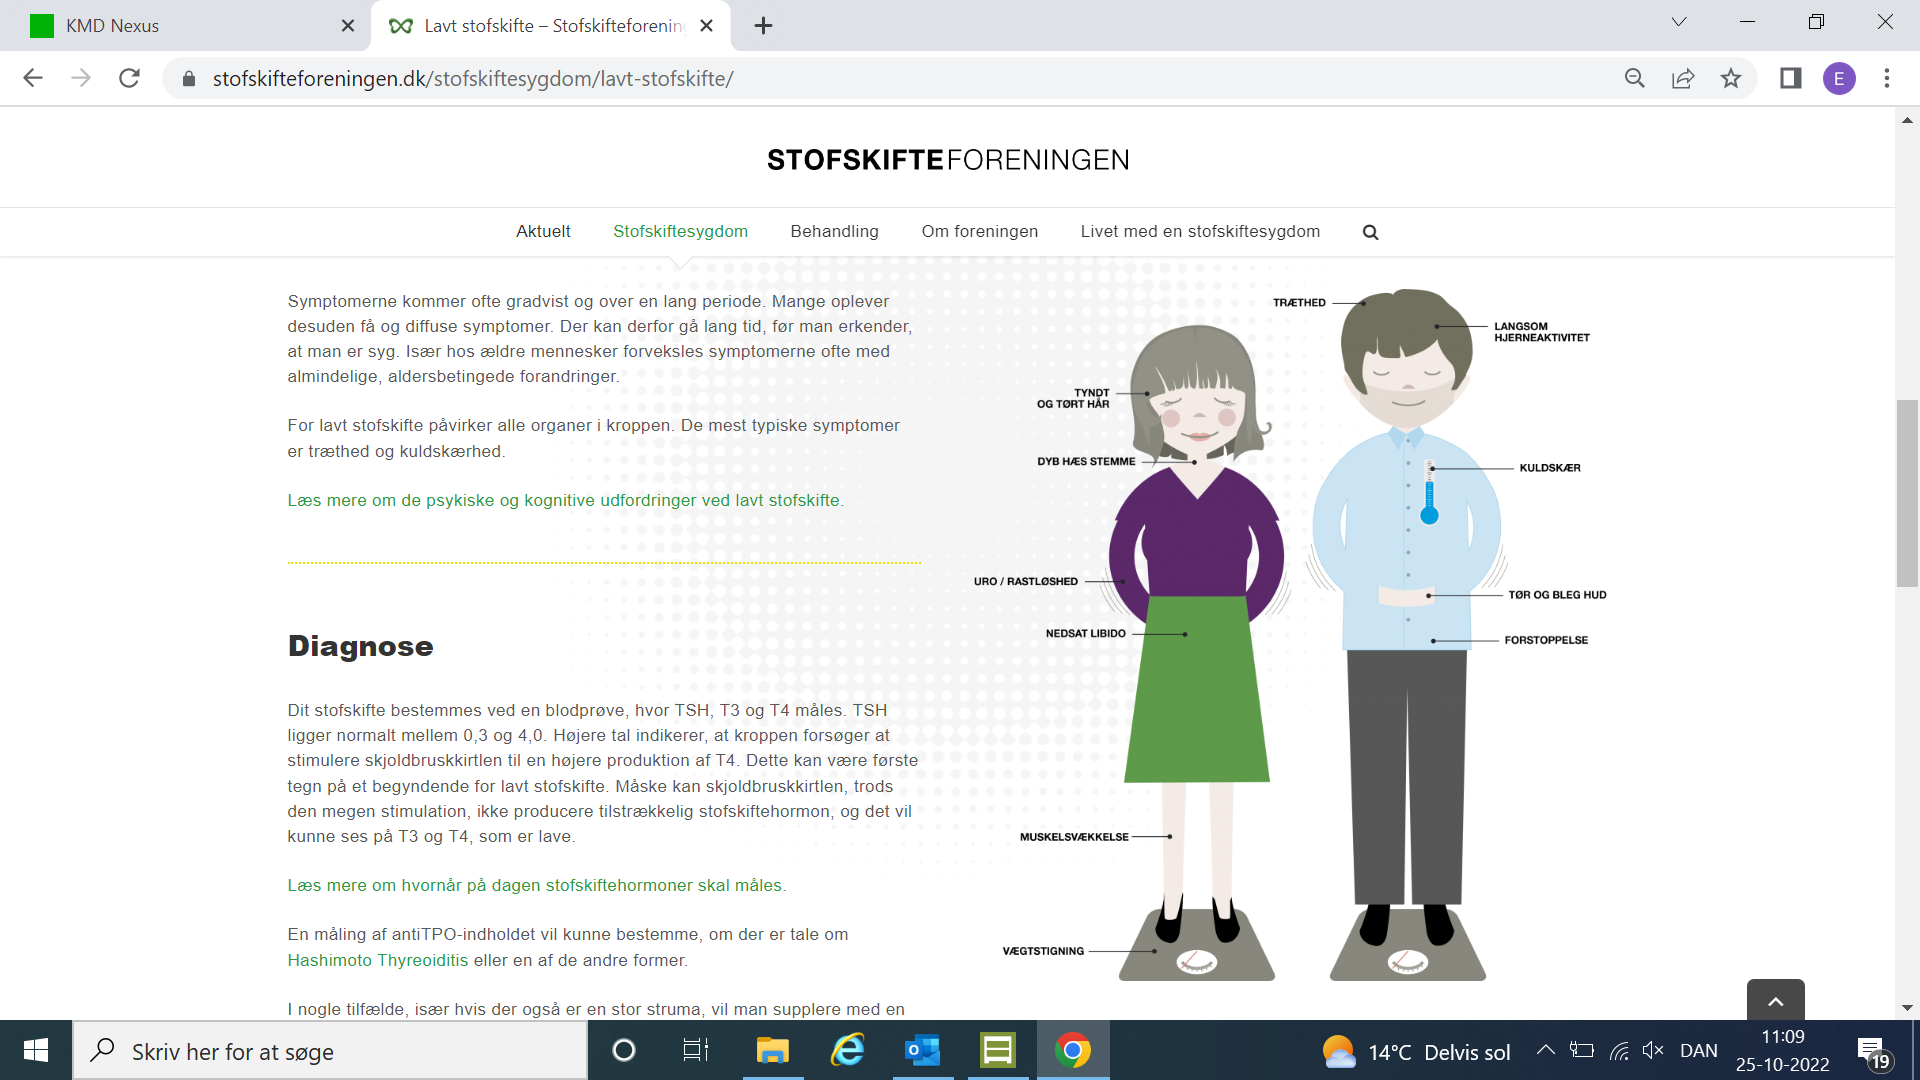 KMD Nexus
Lavt stofskifte – Stofskifteforening
stofskifteforeningen.dk/stofskiftesygdom/lavt-stofskifte/
E
STOFSKIFTEFORENINGEN
Aktuelt Stofskiftesygdom Behandling Om foreningen Livet med en stofskiftesygdom
Symptomerne kommer ofte gradvist og over en lang periode. Mange oplever
desuden få og diffuse symptomer. Der kan derfor gå lang tid, før man erkender,
at man er syg. Især hos ældre mennesker forveksles symptomerne ofte med
almindelige, aldersbetingede forandringer.
For lavt stofskifte påvirker alle organer i kroppen. De mest typiske symptomer
er træthed og kuldskærhed.
Læs mere om de psykiske og kognitive udfordringer ved lavt stofskifte.
Diagnose
Dit stofskifte bestemmes ved en blodprøve, hvor TSH, T3 og T4 måles. TSH
ligger normalt mellem 0,3 og 4,0. Højere tal indikerer, at kroppen forsøger at
stimulere skjoldbruskkirtlen til en højere produktion af T4. Dette kan være første
tegn på et begyndende for lavt stofskifte. Måske kan skjoldbruskkirtlen, trods
den megen stimulation, ikke producere tilstrækkelig stofskiftehormon, og det vil
kunne ses på T3 og T4, som er lave.
Læs mere om hvornår på dagen stofskiftehormoner skal måles.
En måling af antiTPO-indholdet vil kunne bestemme, om der er tale om
Hashimoto Thyreoiditis eller en af de andre former.
I nogle tilfælde, især hvis der også er en stor struma, vil man supplere med en
TRÆTHED
LANGSOM
HJERNEAKTIVITET
TYNDT
OG TØRT HÅR
DYB HÆS STEMME
KULDSKÆR
URO / RASTLØSHED
TØR OG BLEG HUD
NEDSAT LIBIDO
FORSTOPPELSE
MUSKELSVÆKKELSE
VÆGTSTIGNING
Skriv her for at søge
14°C Delvis sol
DAN
11:09
25-10-2022
19